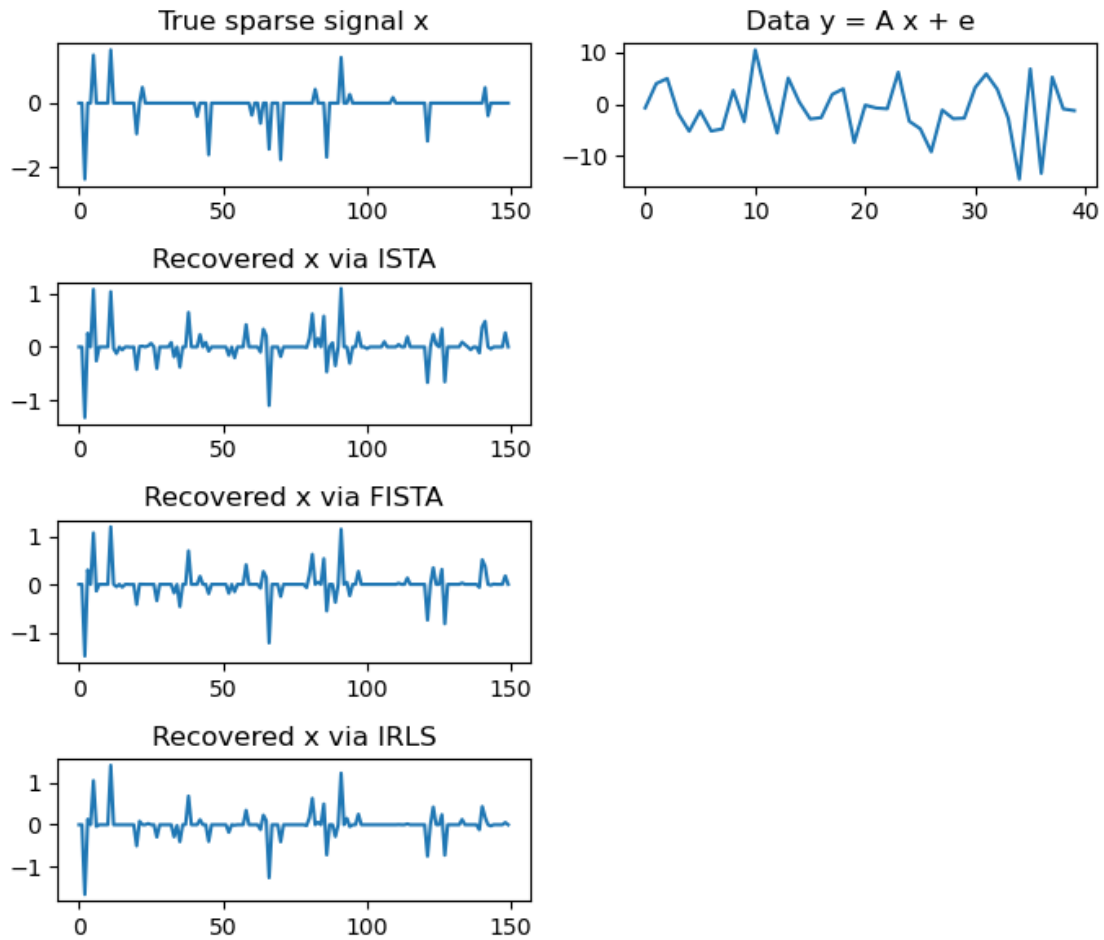 True sparse signal x
0
−2
0 50 100 150
Data y = A x + e
10
0
−10
0 10 20 30 40
Recovered x via ISTA
1
0
−1
0 50 100 150
Recovered x via FISTA
1
0
−1
0 50 100 150
Recovered x via IRLS
1
0
−1
0 50 100 150